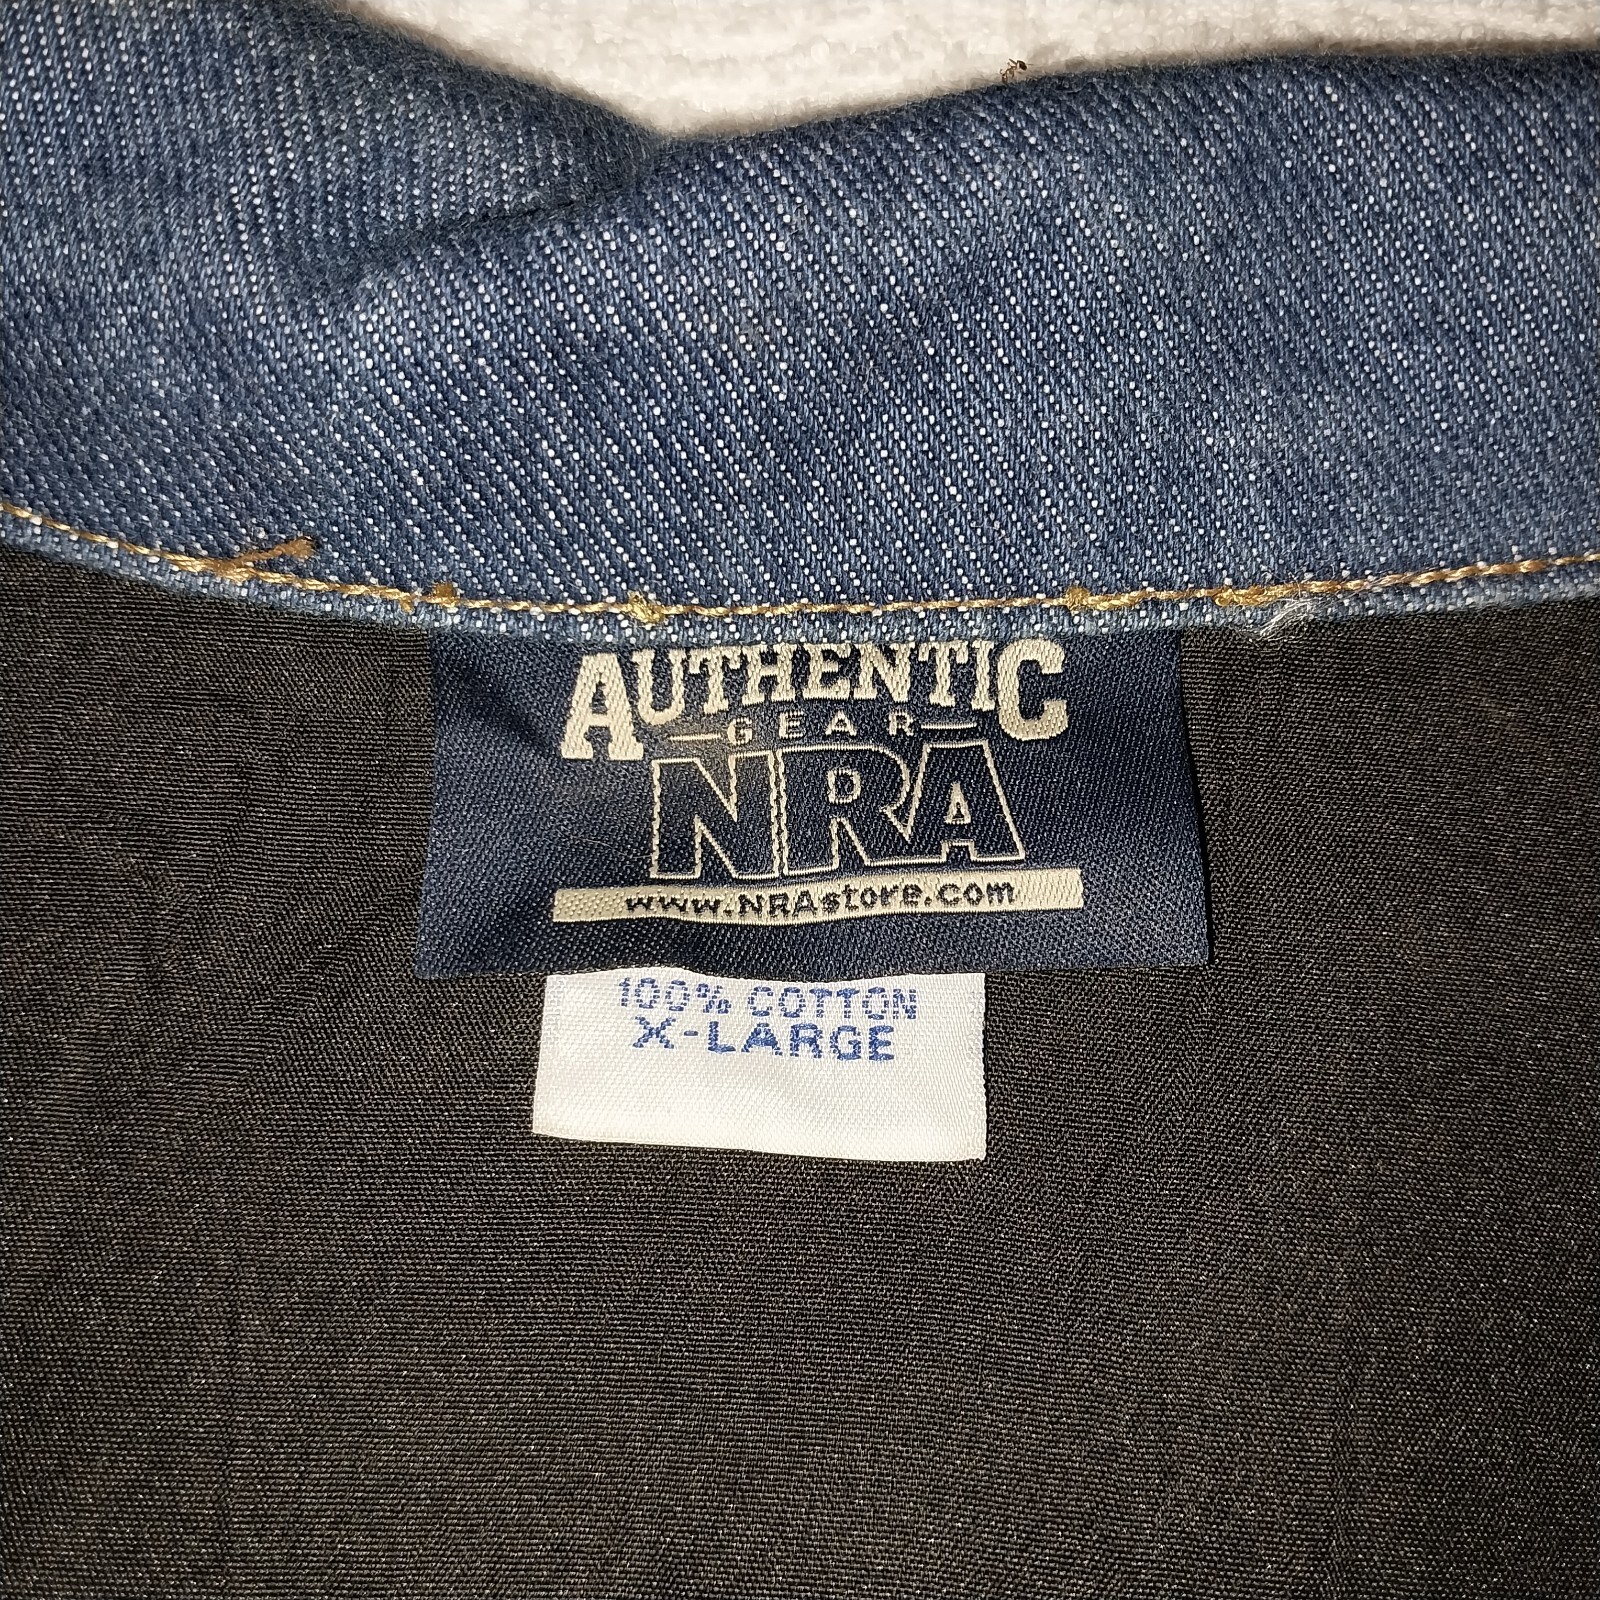 AUTHENTIC
GEAR
NRA
www.NRAstore.com
100% COTTON
X-LARGE